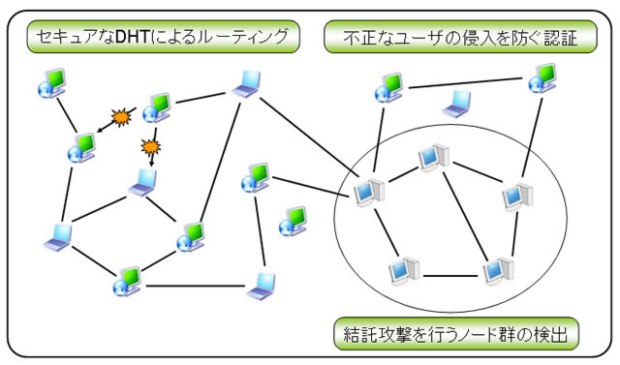 セキュアなDHTによるルーティング
不正なユーザの侵入を防ぐ認証
結託攻撃を行うノード群の検出